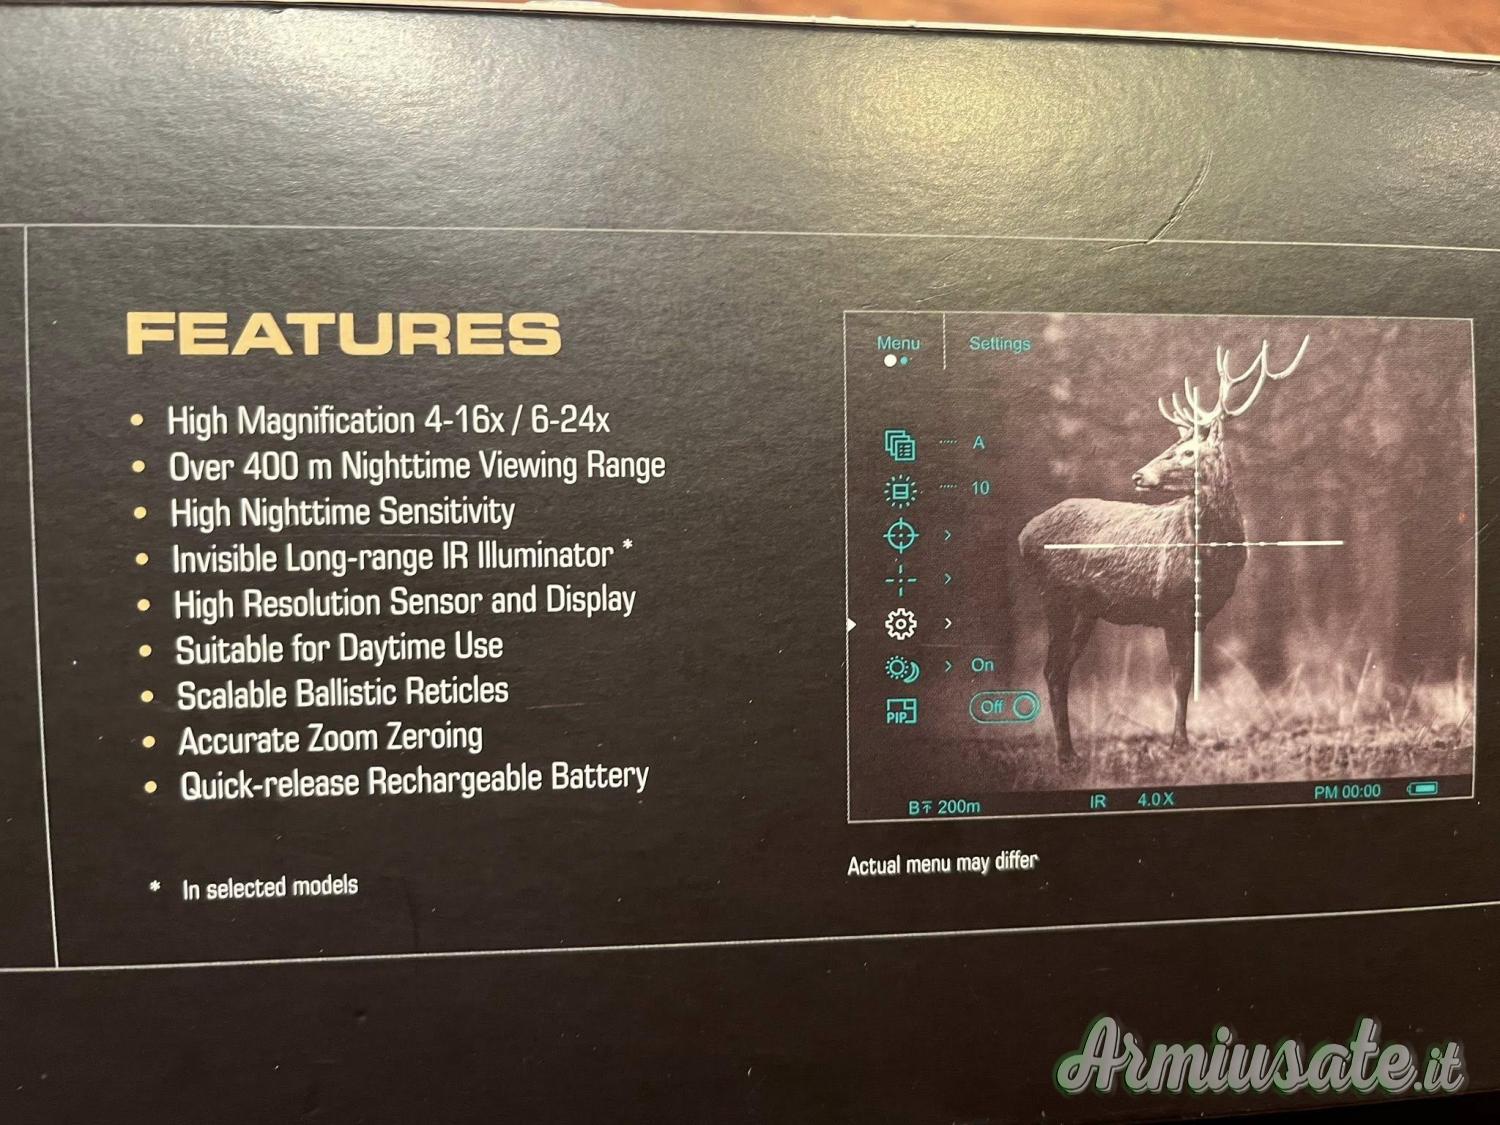 FEATURES
• High Magnification 4-16x / 6-24x
• Over 400 m Nighttime Viewing Range
• High Nighttime Sensitivity
• Invisible Long-range IR Illuminator *
• High Resolution Sensor and Display
• Suitable for Daytime Use
• Scalable Ballistic Reticles
• Accurate Zoom Zeroing
• Quick-release Rechargeable Battery
* In selected models
Menu Settings
A
10
On
PIP Off
B 200m IR 4.0X PM 00:00
Actual menu may differ
Armiusate.it